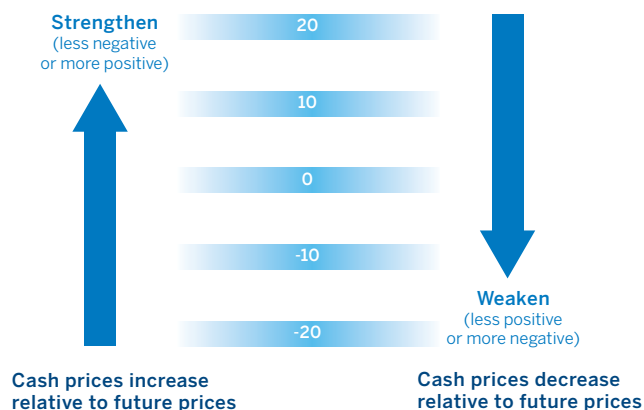 Strengthen
(less negative
or more positive)
20
10
0
-10
-20
Weaken
(less positive
or more negative)
Cash prices increase
relative to future prices
Cash prices decrease
relative to future prices